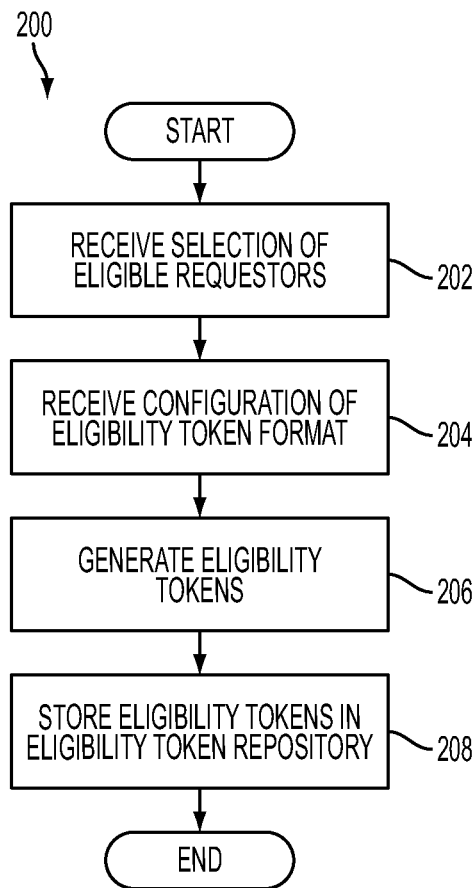 200
START
RECEIVE SELECTION OF
ELIGIBLE REQUESTORS
202
RECEIVE CONFIGURATION OF
ELIGIBILITY TOKEN FORMAT
204
GENERATE ELIGIBILITY
TOKENS
206
STORE ELIGIBILITY TOKENS IN
ELIGIBILITY TOKEN REPOSITORY
208
END